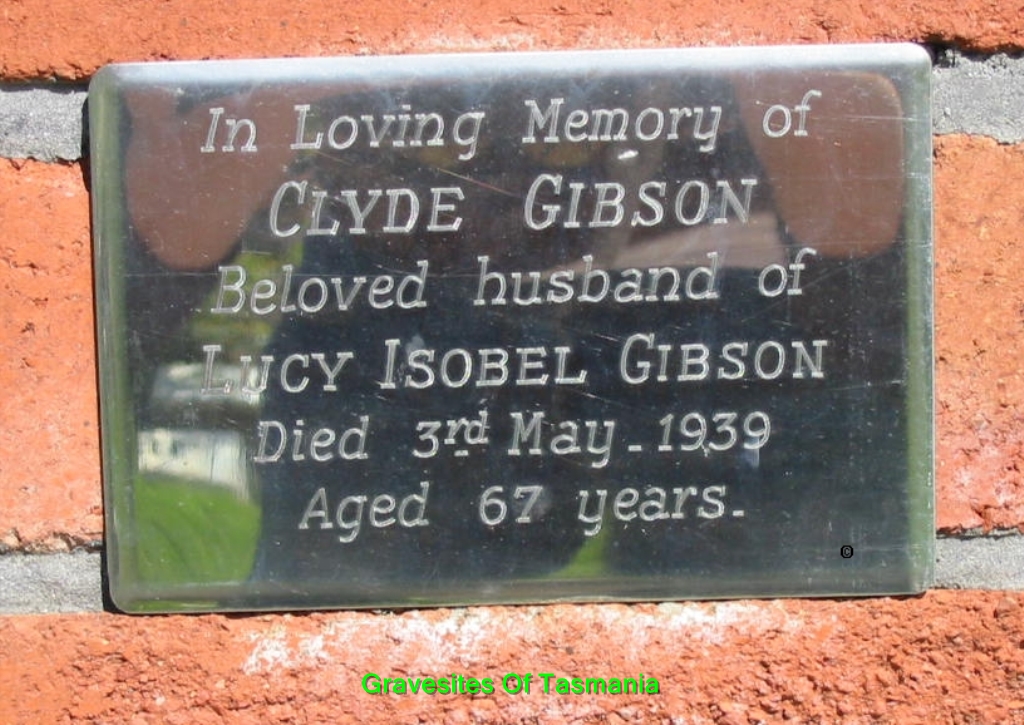 In Loving Memory of
CLYDE GIBSON
Beloved husband of
LUCY ISOBEL GIBSON
Died 3rd May. 1939
Aged 67 years.
©
Gravesites Of Tasmania